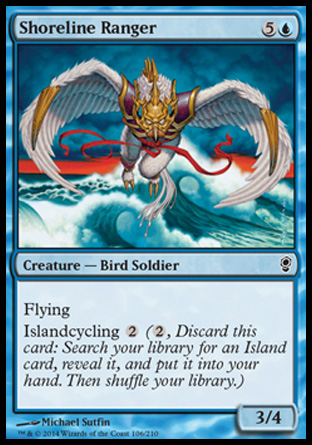 Shoreline Ranger 5
Creature — Bird Soldier
Flying
Islandcycling 2 (2, Discard this
card: Search your library for an Island
card, reveal it, and put it into your
hand. Then shuffle your library.)
Michael Sutfin
™ & © 2014 Wizards of the Coast 106/210
3/4